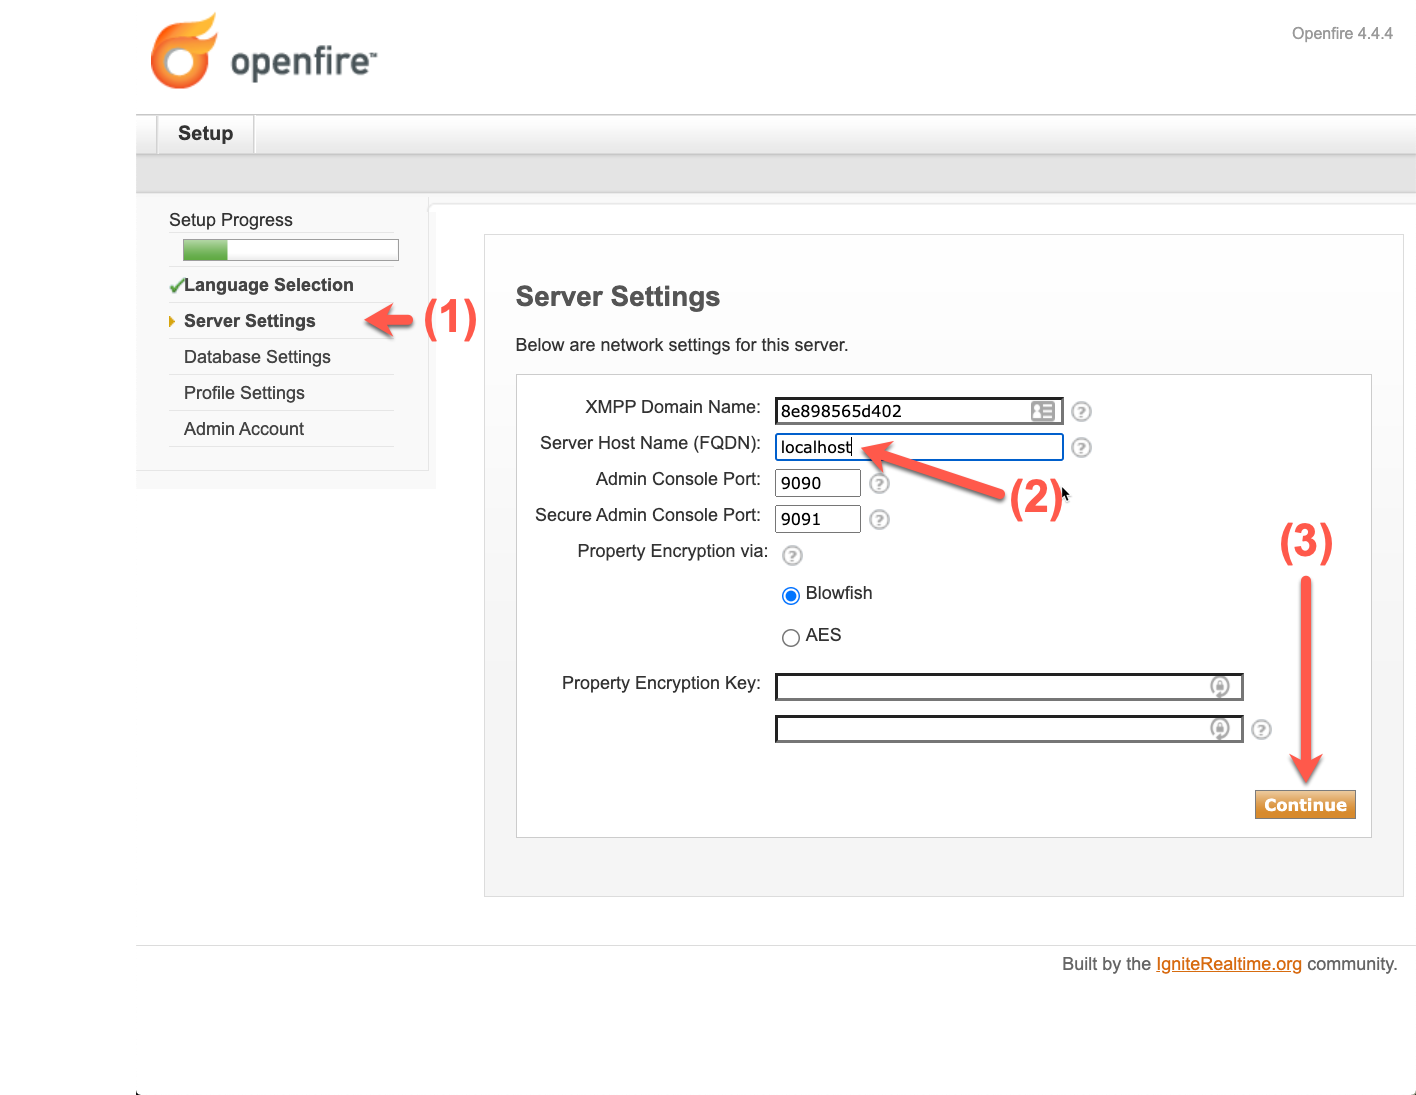 openfire™
Openfire 4.4.4
Setup
Setup Progress
Language Selection
Server Settings
(1)
Database Settings
Profile Settings
Admin Account
Server Settings
Below are network settings for this server.
XMPP Domain Name: 8e898565d402 ?
Server Host Name (FQDN): localhost ?
Admin Console Port: 9090 ?
(2)
Secure Admin Console Port: 9091 ?
Property Encryption via: ?
(3)
Blowfish
AES
Property Encryption Key:
?
Continue
Built by the IgniteRealtime.org community.